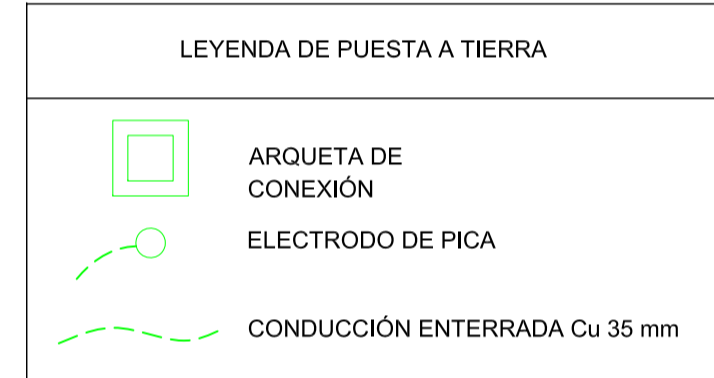 LEYENDA DE PUESTA A TIERRA
ARQUETA DE
CONEXIÓN
ELECTRODO DE PICA
CONDUCCIÓN ENTERRADA Cu 35 mm